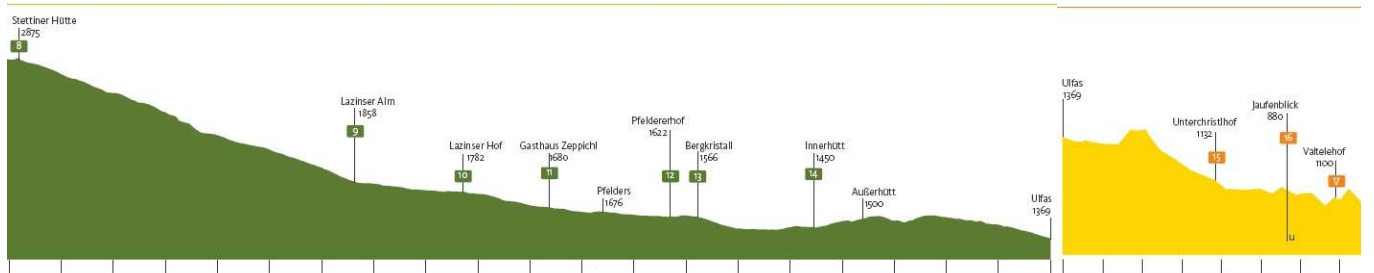 Stettiner Hütte
2875
8
Lazinser Alm
1858
9
Lazinser Hof
1782
10
Gasthaus Zeppichl
1680
11
Pfelders
1676
Pfeldererhof
1622
12
Bergkristall
1566
13
Innerhütt
1450
14
Außerhütt
1500
Ulfas
1369
Ulfas
1369
Unterchristlhof
1132
15
Jaufenblick
880
16
u
Valtelehof
1100
17